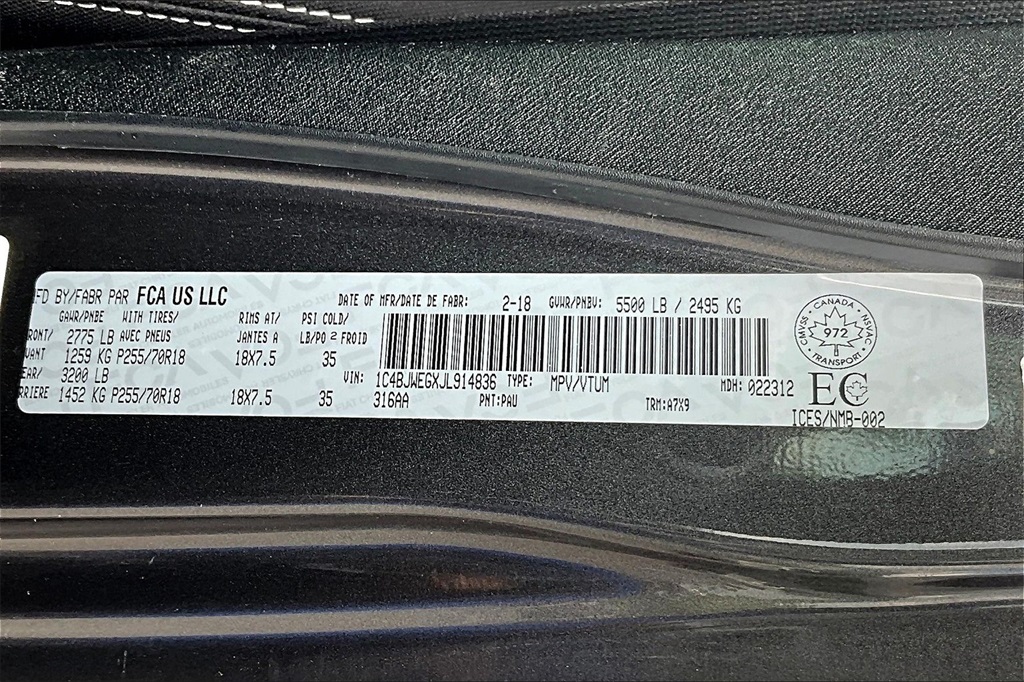 MFD BY/FABR PAR FCA US LLC DATE OF MFR/DATE DE FABR: 2-18 GVWR/PNBV: 5500 LB / 2495 KG
GAWR/PNBE WITH TIRES/ RIMS AT/ PSI COLD/
RONT/ 2775 LB AVEC PNEUS JANTES A LB/PO 2 FROID
VANT 1259 KG P255/70R18 18X7.5 35
EAR/ 3200 LB VIN: 1C4BJWEGXJL914836 TYPE: MPV/VTUM MDH: 022312
RRIERE 1452 KG P255/70R18 18X7.5 35 316AA PNT:PAU TRM:A7X9
CANADA
CMVSS NSVAC
972
TRANSPORT
EC
ICES/NMB-002